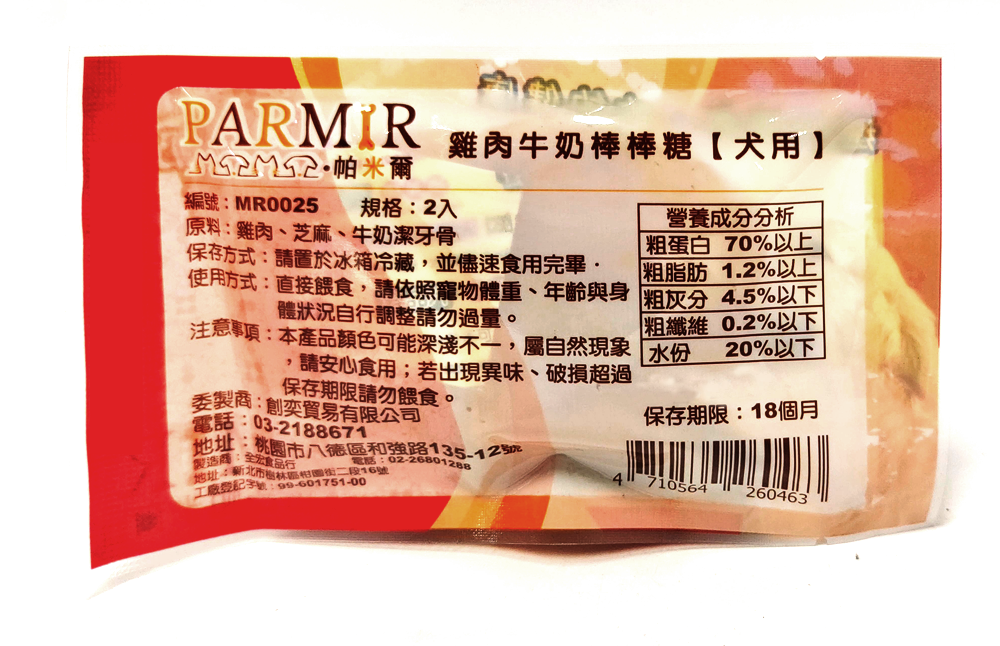 PARMIR
MOMO·帕米爾
雞肉牛奶棒棒糖【犬用】
編號：MR0025 規格：2入
原料：雞肉、芝麻、牛奶潔牙骨
保存方式：請置於冰箱冷藏，並儘速食用完畢．
使用方式：直接餵食，請依照寵物體重、年齡與身
體狀況自行調整請勿過量。
注意事項：本產品顏色可能深淺不一，屬自然現象
，請安心食用；若出現異味、破損超過
保存期限請勿餵食。
委製商：創奕貿易有限公司
電話：03-2188671
地址：桃園市八德區和強路135-12號
製造商：全宏食品行 電話：02-26801288
地址：新北市樹林區柑園街二段16號
工廠登記字號：99-601751-00
營養成分分析
粗蛋白 70%以上
粗脂肪 1.2%以上
粗灰分 4.5%以下
粗纖維 0.2%以下
水份 20%以下
保存期限：18個月
4 710564 260463